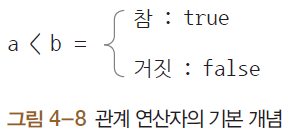 참 : true
a < b =
거짓 : false
그림 4-8 관계 연산자의 기본 개념